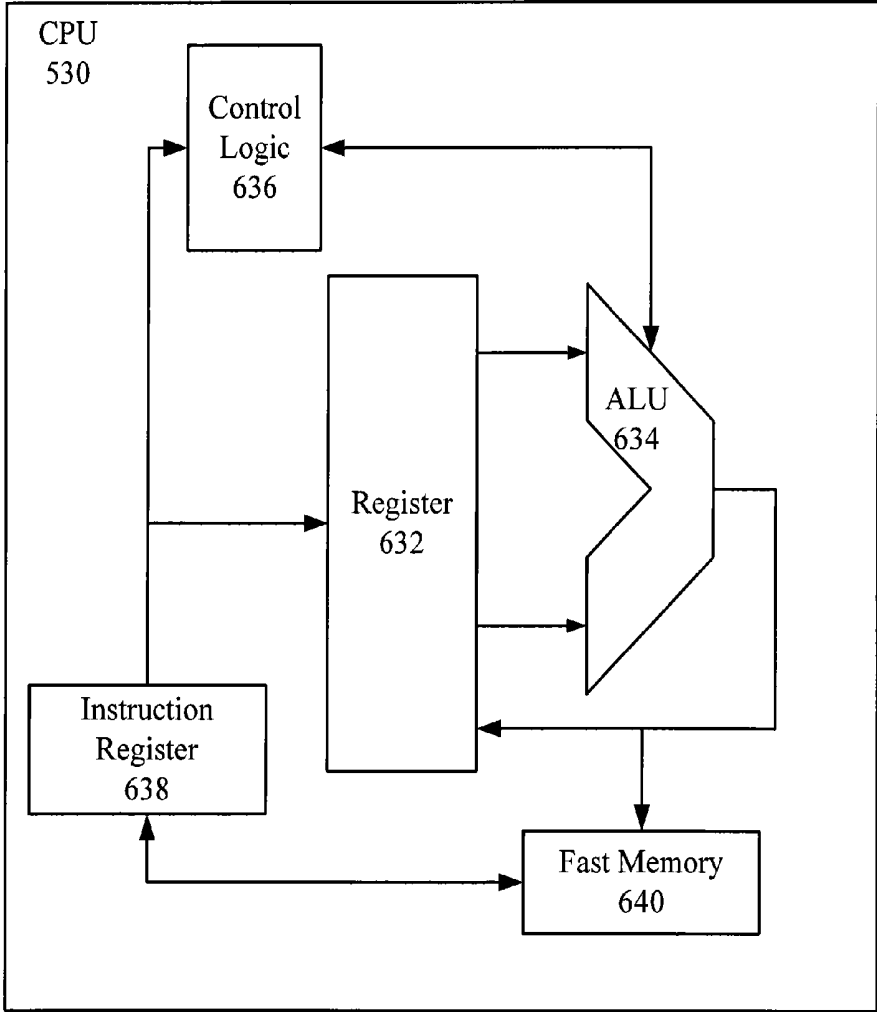 CPU
530
Control
Logic
636
ALU
634
Register
632
Instruction
Register
638
Fast Memory
640